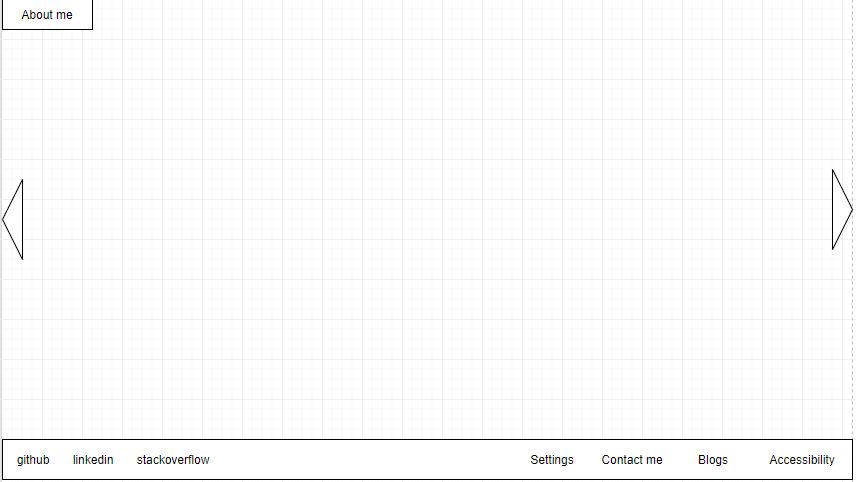 About me
github linkedin stackoverflow Settings Contact me Blogs Accessibility